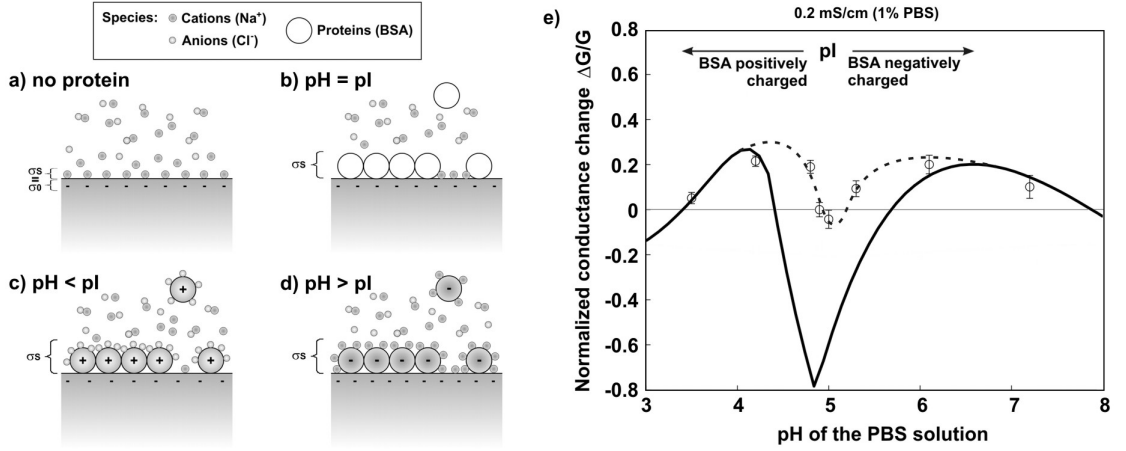 Species:
Cations (Na⁺)
Anions (Cl⁻)
Proteins (BSA)
a) no protein
σs
=
σ0
- - - - - - - - - -
b) pH = pI
σs
- - - - - - - - - -
c) pH < pI
+
σs
+ + + + +
- - - - - - - - - -
d) pH > pI
-
σs
- - - - -
- - - - - - - - - -
e)
0.2 mS/cm (1% PBS)
pI
BSA positively
charged
BSA negatively
charged
Normalized conductance change ΔG/G
0.8
0.6
0.4
0.2
0
-0.2
-0.4
-0.6
-0.8
3 4 5 6 7 8
pH of the PBS solution